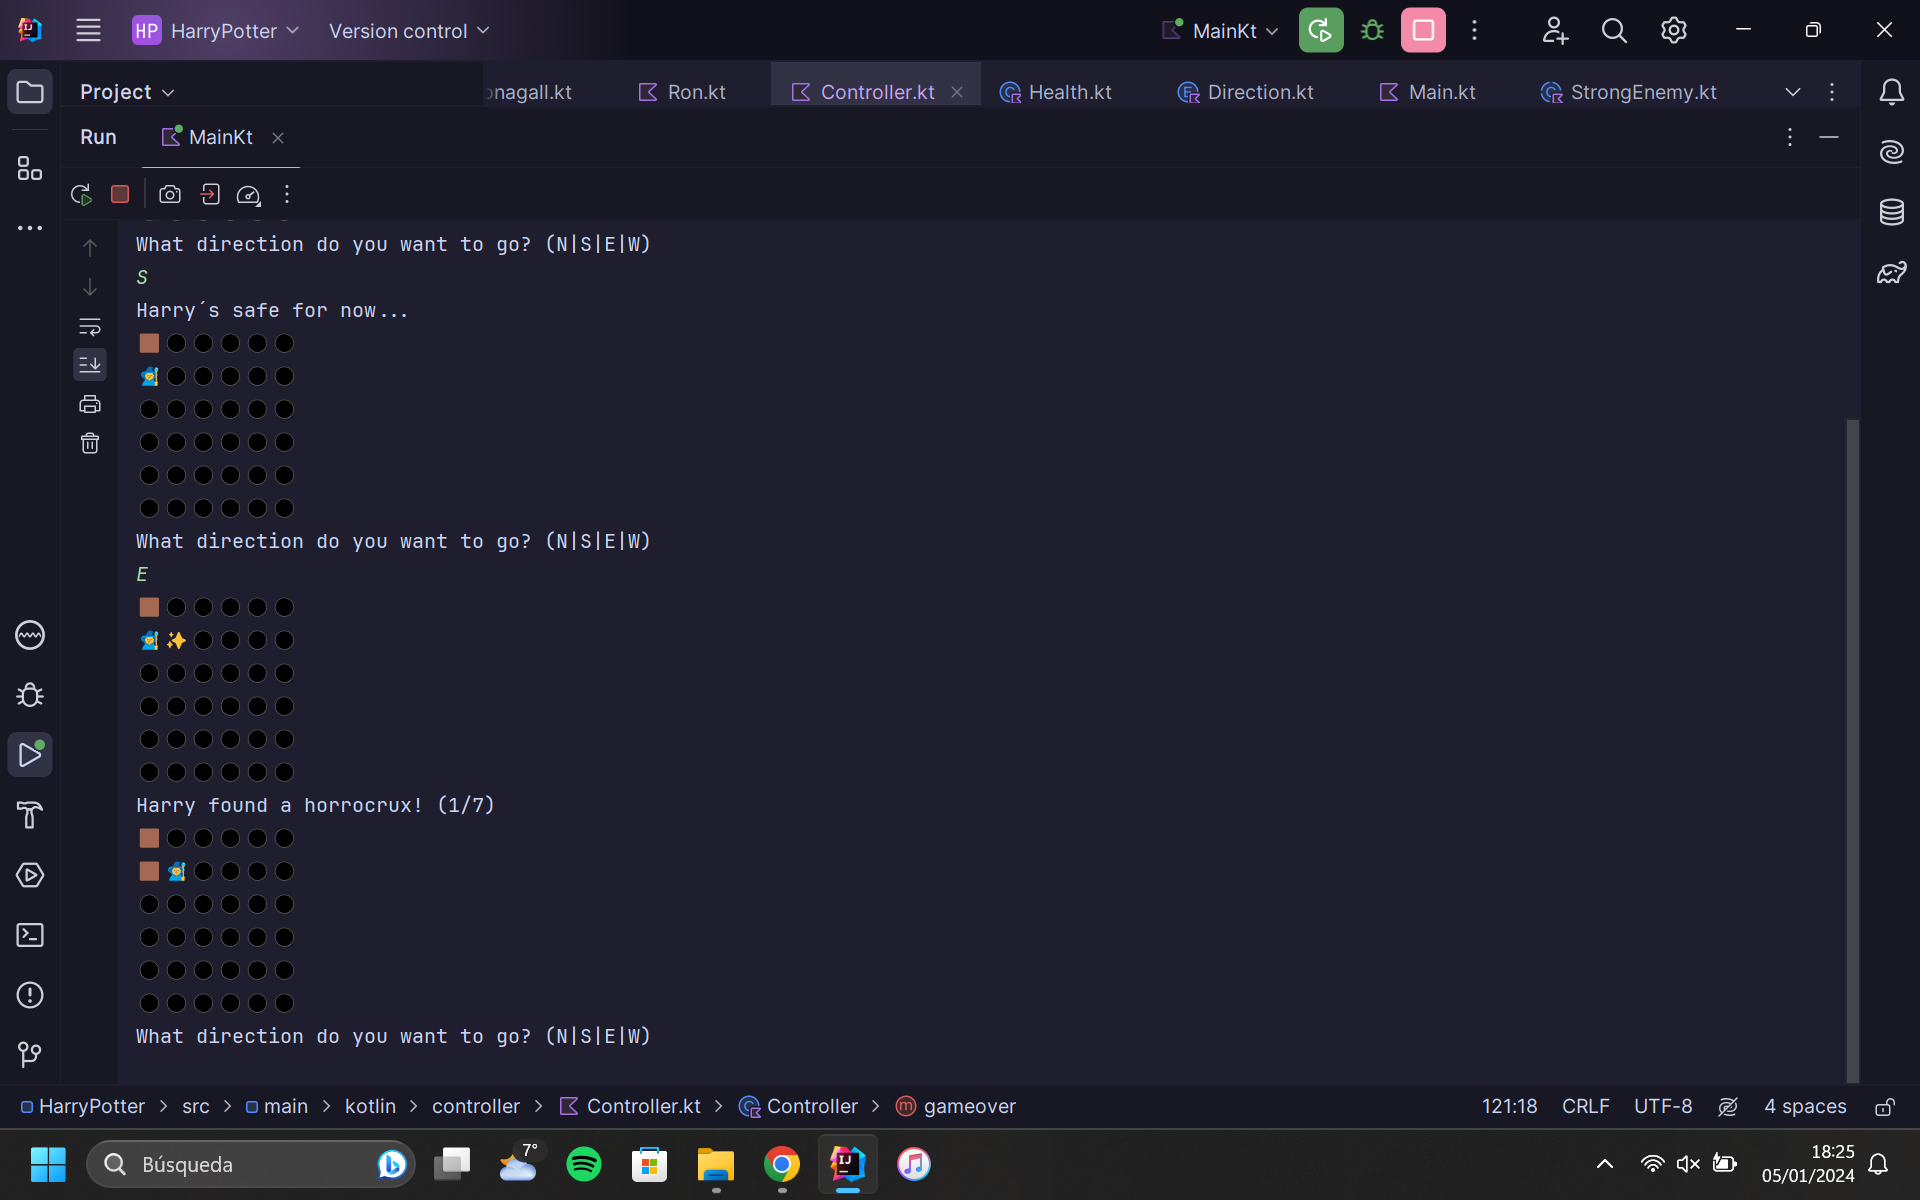 HP HarryPotter Version control MainKt
Project onagall.kt Ron.kt Controller.kt Health.kt Direction.kt Main.kt StrongEnemy.kt
Run MainKt
What direction do you want to go? (N|S|E|W)
S
Harry´s safe for now...
What direction do you want to go? (N|S|E|W)
E
Harry found a horrocrux! (1/7)
What direction do you want to go? (N|S|E|W)
HarryPotter > src > main > kotlin > controller > Controller.kt > Controller > gameover 121:18 CRLF UTF-8 4 spaces
Búsqueda 7° 18:25
05/01/2024